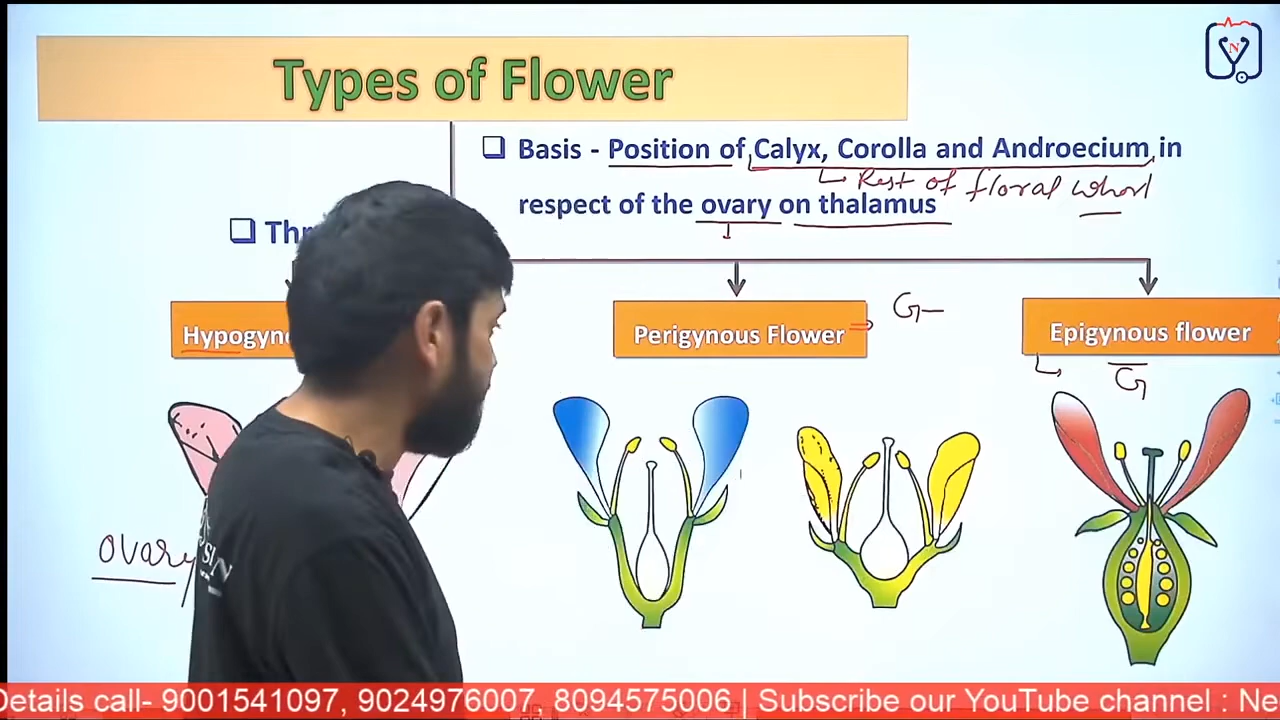 Types of Flower
Basis - Position of Calyx, Corolla and Androecium in
Rest of floral whorl
respect of the ovary on thalamus
Hypogyn
Perigynous Flower
G-
Epigynous flower
G
ovary
Details call- 9001541097, 9024976007, 8094575006 | Subscribe our YouTube channel : Ne
N